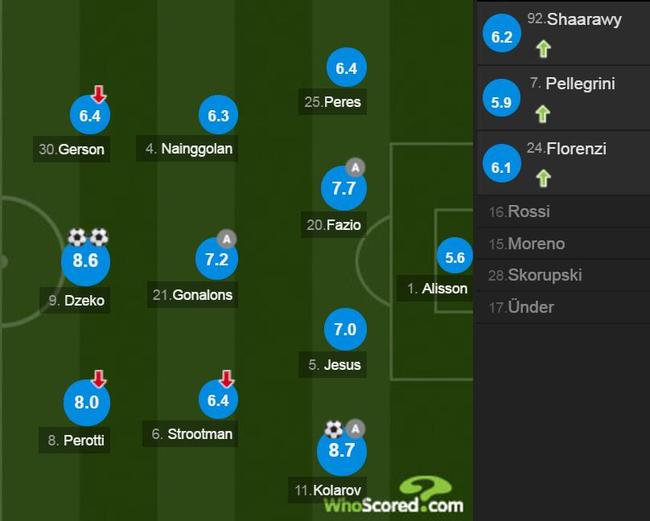 6.4
25.Peres
6.4
30.Gerson
6.3
4. Nainggolan
A
7.7
20.Fazio
8.6
9. Dzeko
A
7.2
21.Gonalons
5.6
1. Alisson
7.0
5. Jesus
8.0
8. Perotti
6.4
6. Strootman
A
8.7
11.Kolarov
WhoScored.com
6.2
92.Shaarawy
5.9
7. Pellegrini
6.1
24.Florenzi
16.Rossi
15.Moreno
28.Skorupski
17.Ünder